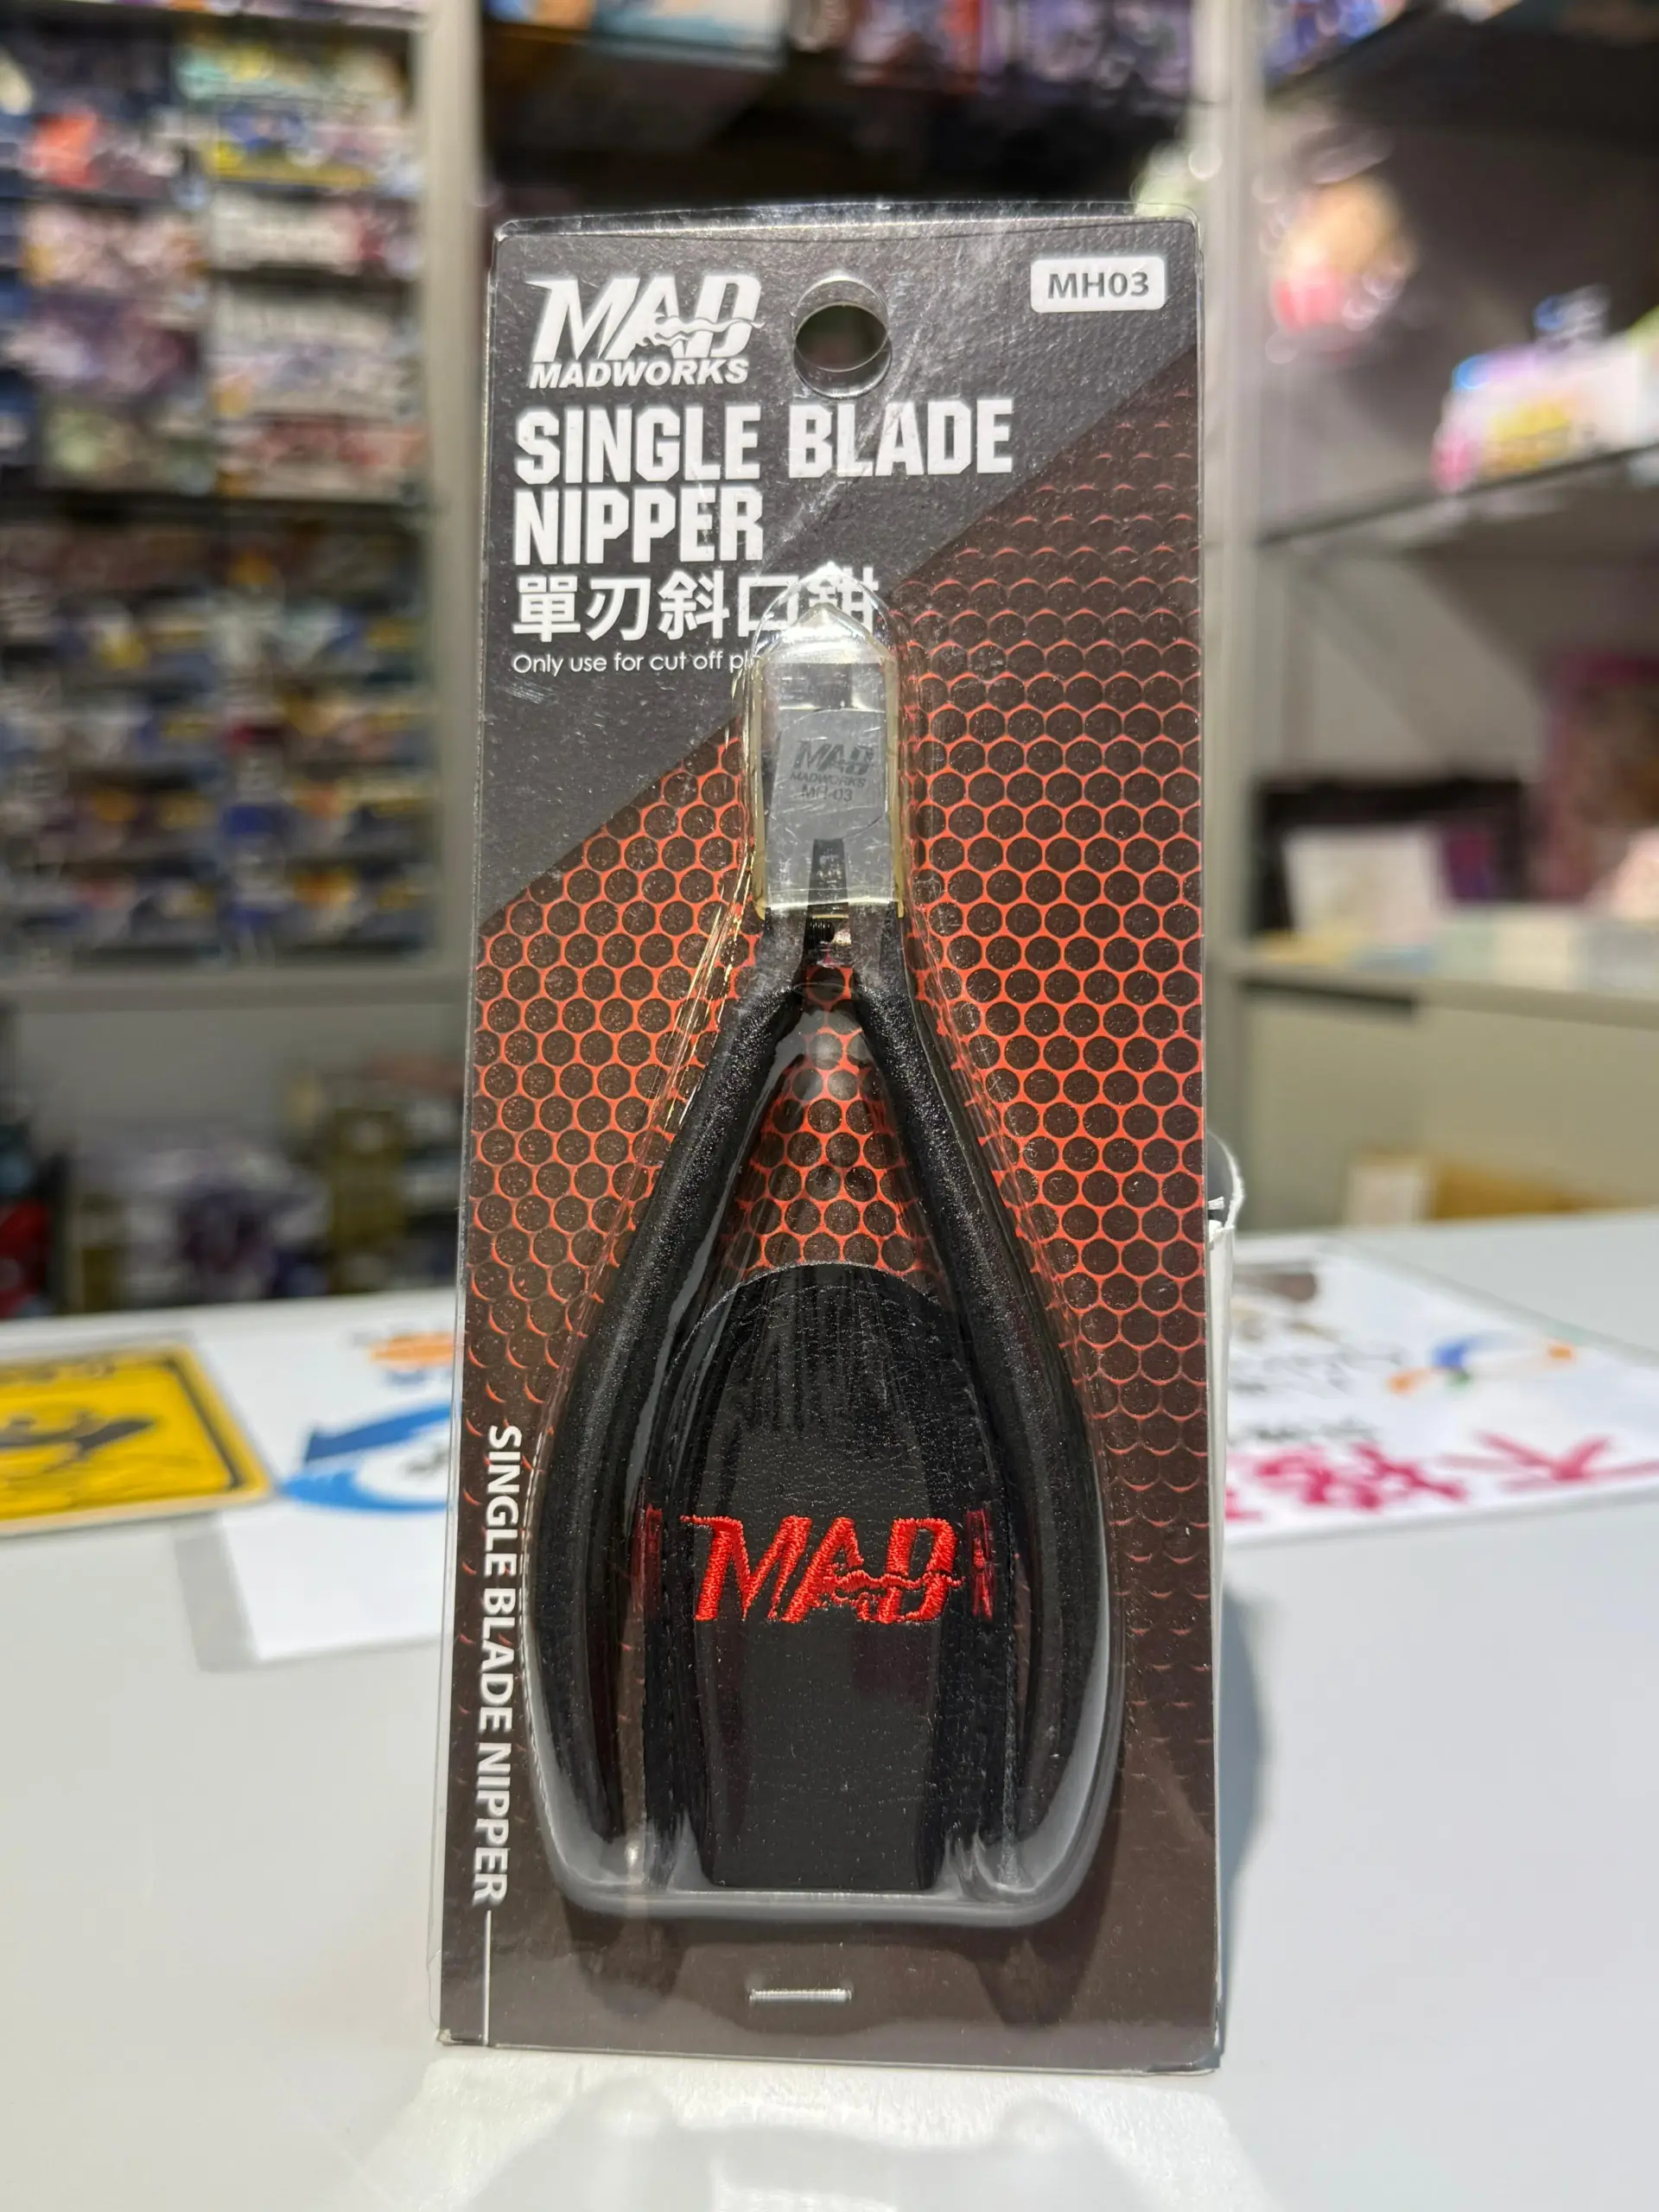 MAD
MADWORKS
MH03
SINGLE BLADE
NIPPER
單刃斜口鉗
Only use for cut off
MAD
MADWORKS
MH-03
MAD
SINGLE BLADE NIPPER